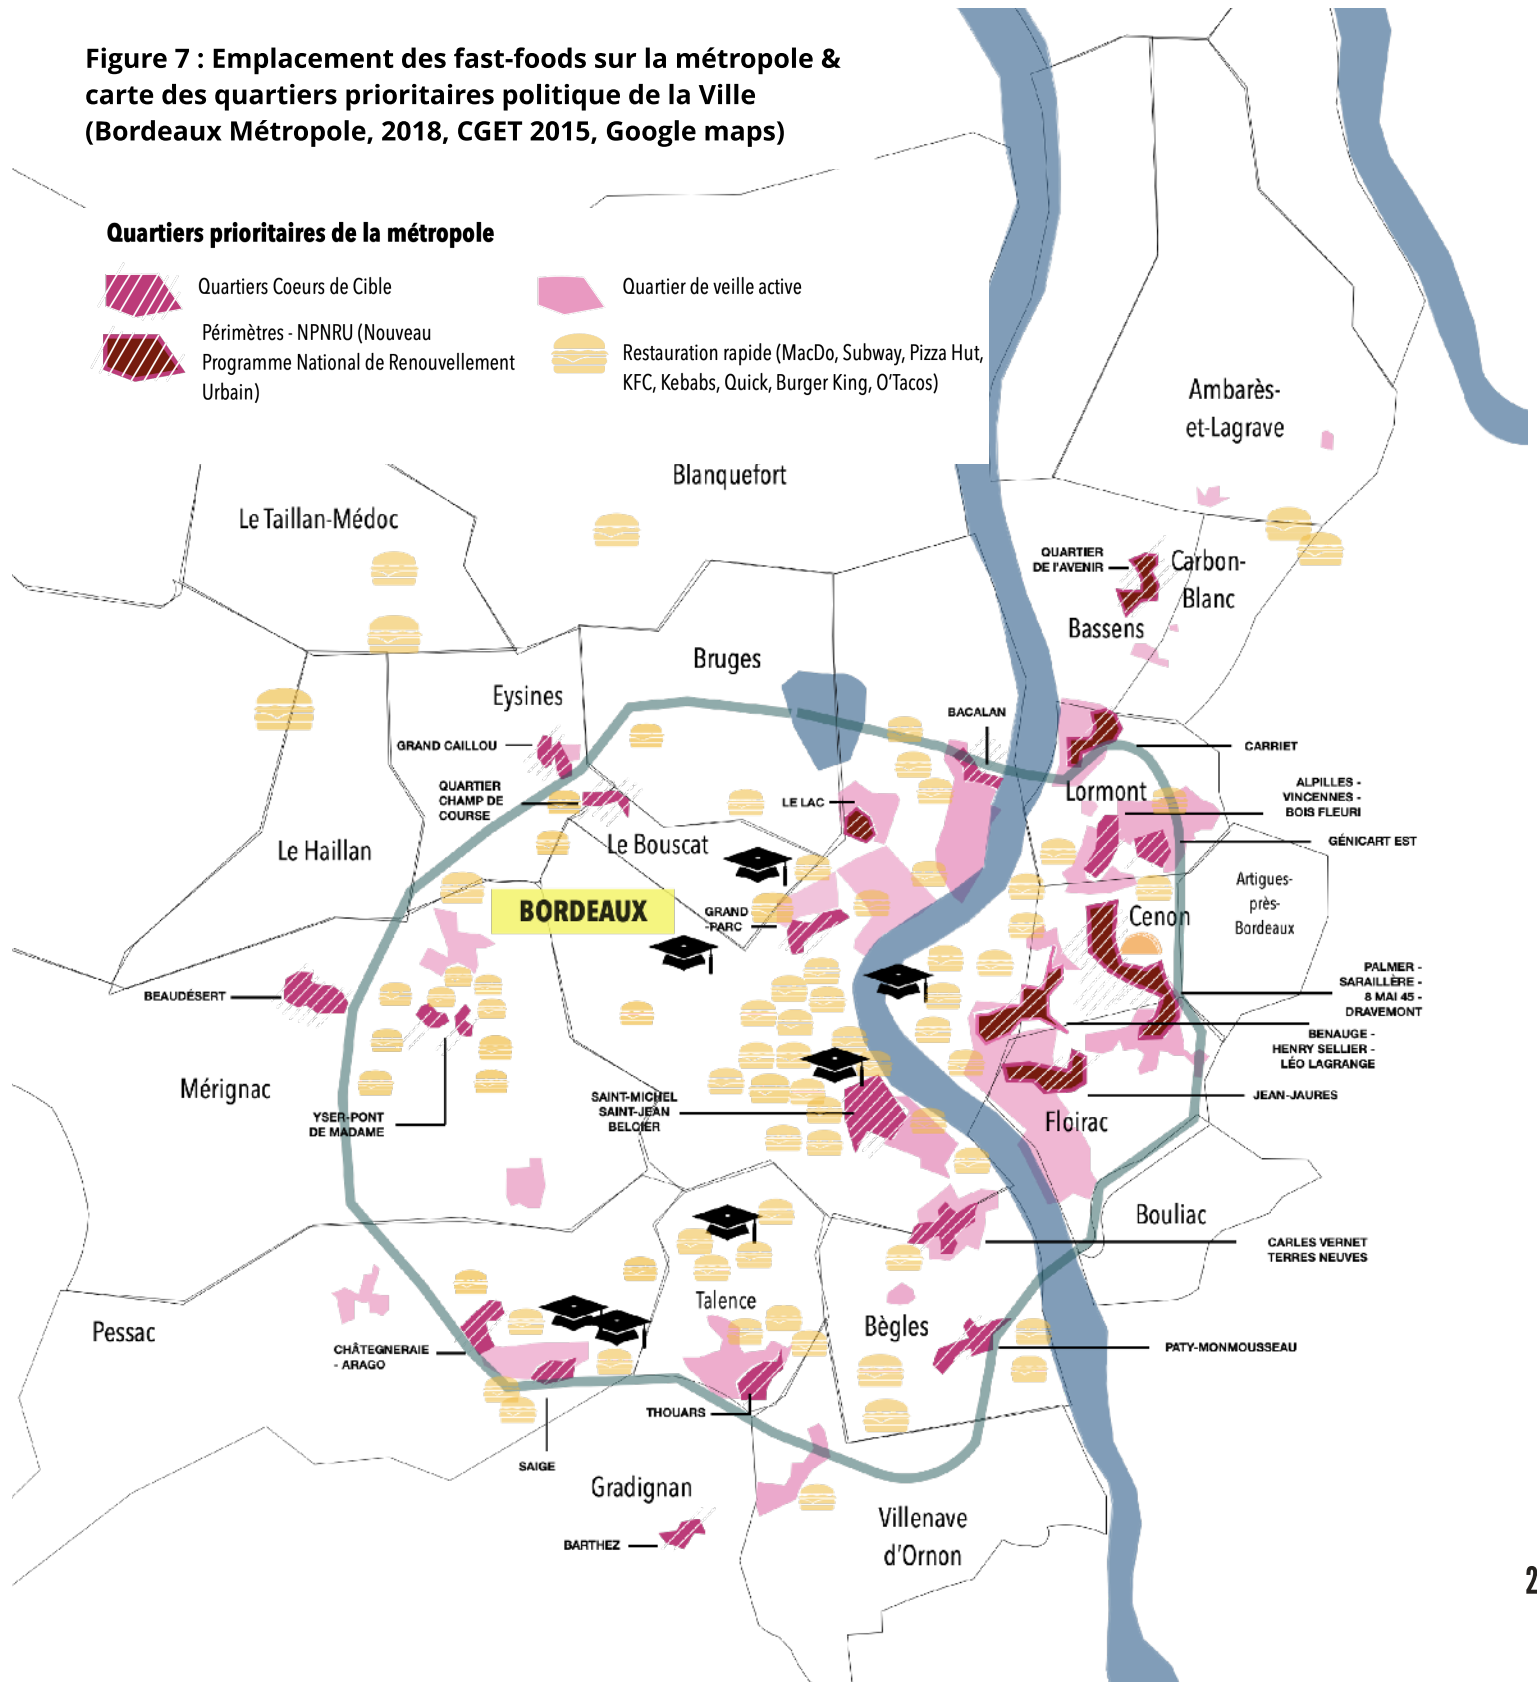 Figure 7 : Emplacement des fast-foods sur la métropole &
carte des quartiers prioritaires politique de la Ville
(Bordeaux Métropole, 2018, CGET 2015, Google maps)
Quartiers prioritaires de la métropole
Quartiers Coeurs de Cible
Quartier de veille active
Périmètres - NPNRU (Nouveau
Programme National de Renouvellement
Urbain)
Restauration rapide (MacDo, Subway, Pizza Hut,
KFC, Kebabs, Quick, Burger King, O'Tacos)
Ambarès-
et-Lagrave
Blanquefort
Le Taillan-Médoc
QUARTIER
DE l'AVENIR
Carbon-
Blanc
Bassens
Bruges
Eysines
BACALAN
GRAND CAILLOU
CARRIET
QUARTIER
CHAMP DE
COURSE
LE LAC
Lormont
ALPILLES -
VINCENNES -
BOIS FLEURI
GÉNICART EST
Le Haillan
Le Bouscat
Artigues-
près-
Bordeaux
BORDEAUX
GRAND
PARC
Cenon
BEAUDÉSERT
PALMER -
SARAILLÈRE -
8 MAI 45 -
DRAVEMONT
BENAUGE -
HENRY SELLIER -
LÉO LAGRANGE
Mérignac
SAINT-MICHEL
SAINT-JEAN
BELCIER
JEAN-JAURES
YSER-PONT
DE MADAME
Floirac
Bouliac
CARLES VERNET
TERRES NEUVES
Talence
Pessac
Bègles
CHÂTEGNERAIE
- ARAGO
PATY-MONMOUSSEAU
THOUARS
SAIGE
Gradignan
Villenave
d'Ornon
BARTHEZ
2